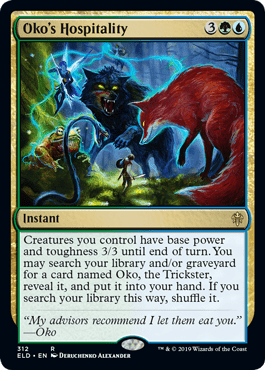 Oko's Hospitality 3
Instant
Creatures you control have base power
and toughness 3/3 until end of turn. You
may search your library and/or graveyard
for a card named Oko, the Trickster,
reveal it, and put it into your hand. If you
search your library this way, shuffle it.
“My advisors recommend I let them eat you.”
—Oko
312 R
ELD • EN Deruchenko Alexander
™ & © 2019 Wizards of the Coast